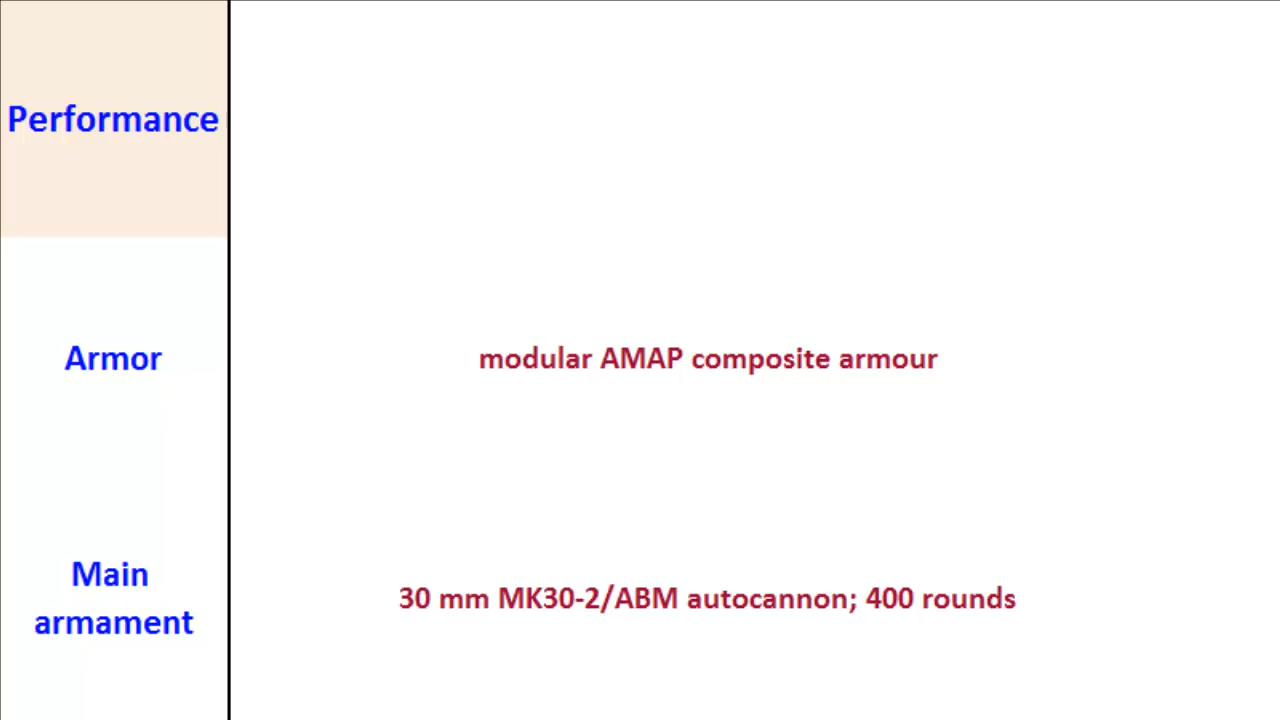 Performance
Armor
modular AMAP composite armour
Main
armament
30 mm MK30-2/ABM autocannon; 400 rounds